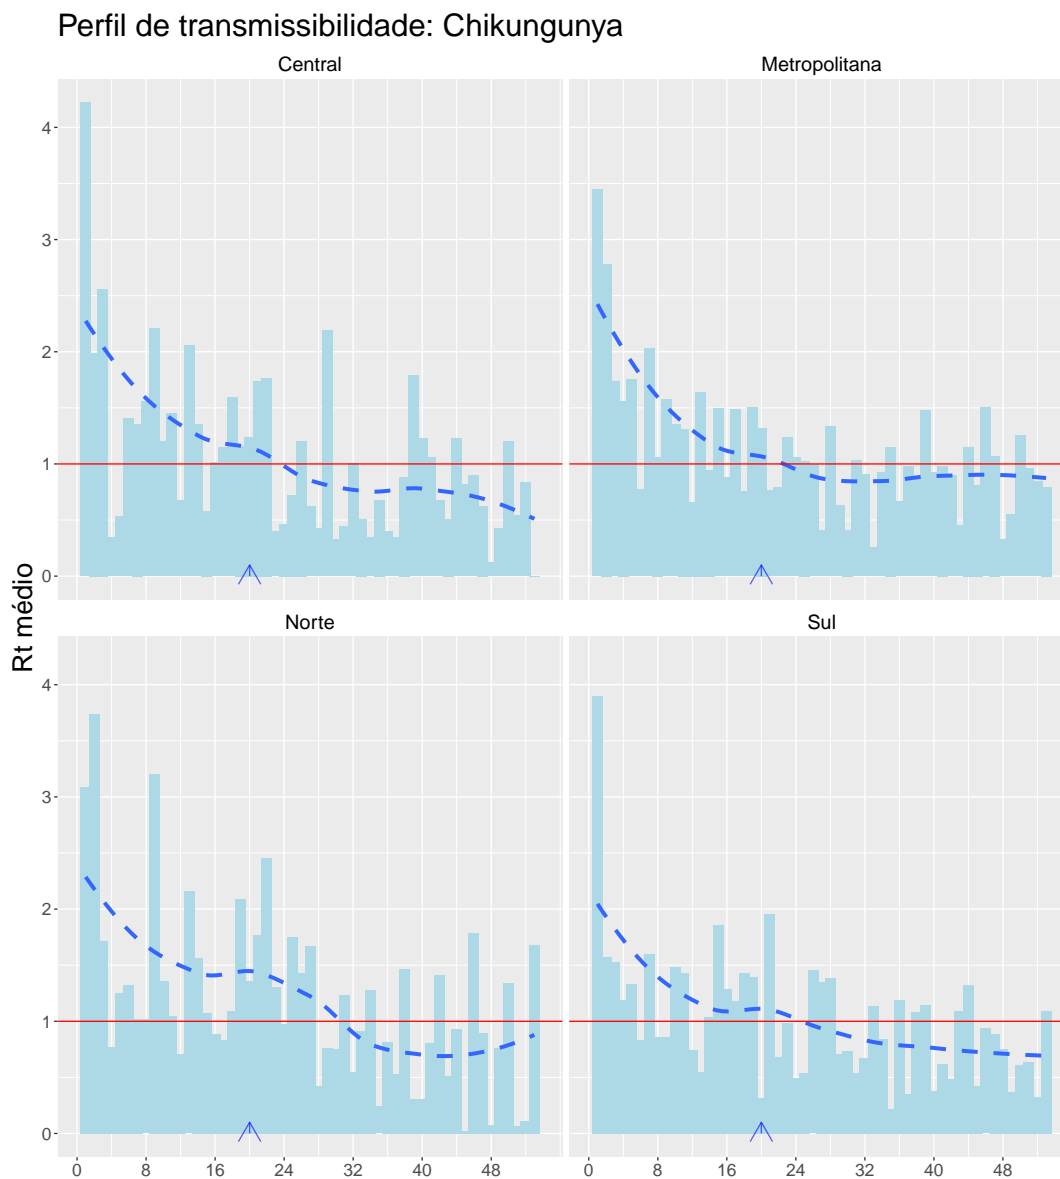 Perfil de transmissibilidade: Chikungunya
Central
Metropolitana
4
3
2
1
0
Rt médio
Norte
Sul
4
3
2
1
0
0 8 16 24 32 40 48
0 8 16 24 32 40 48